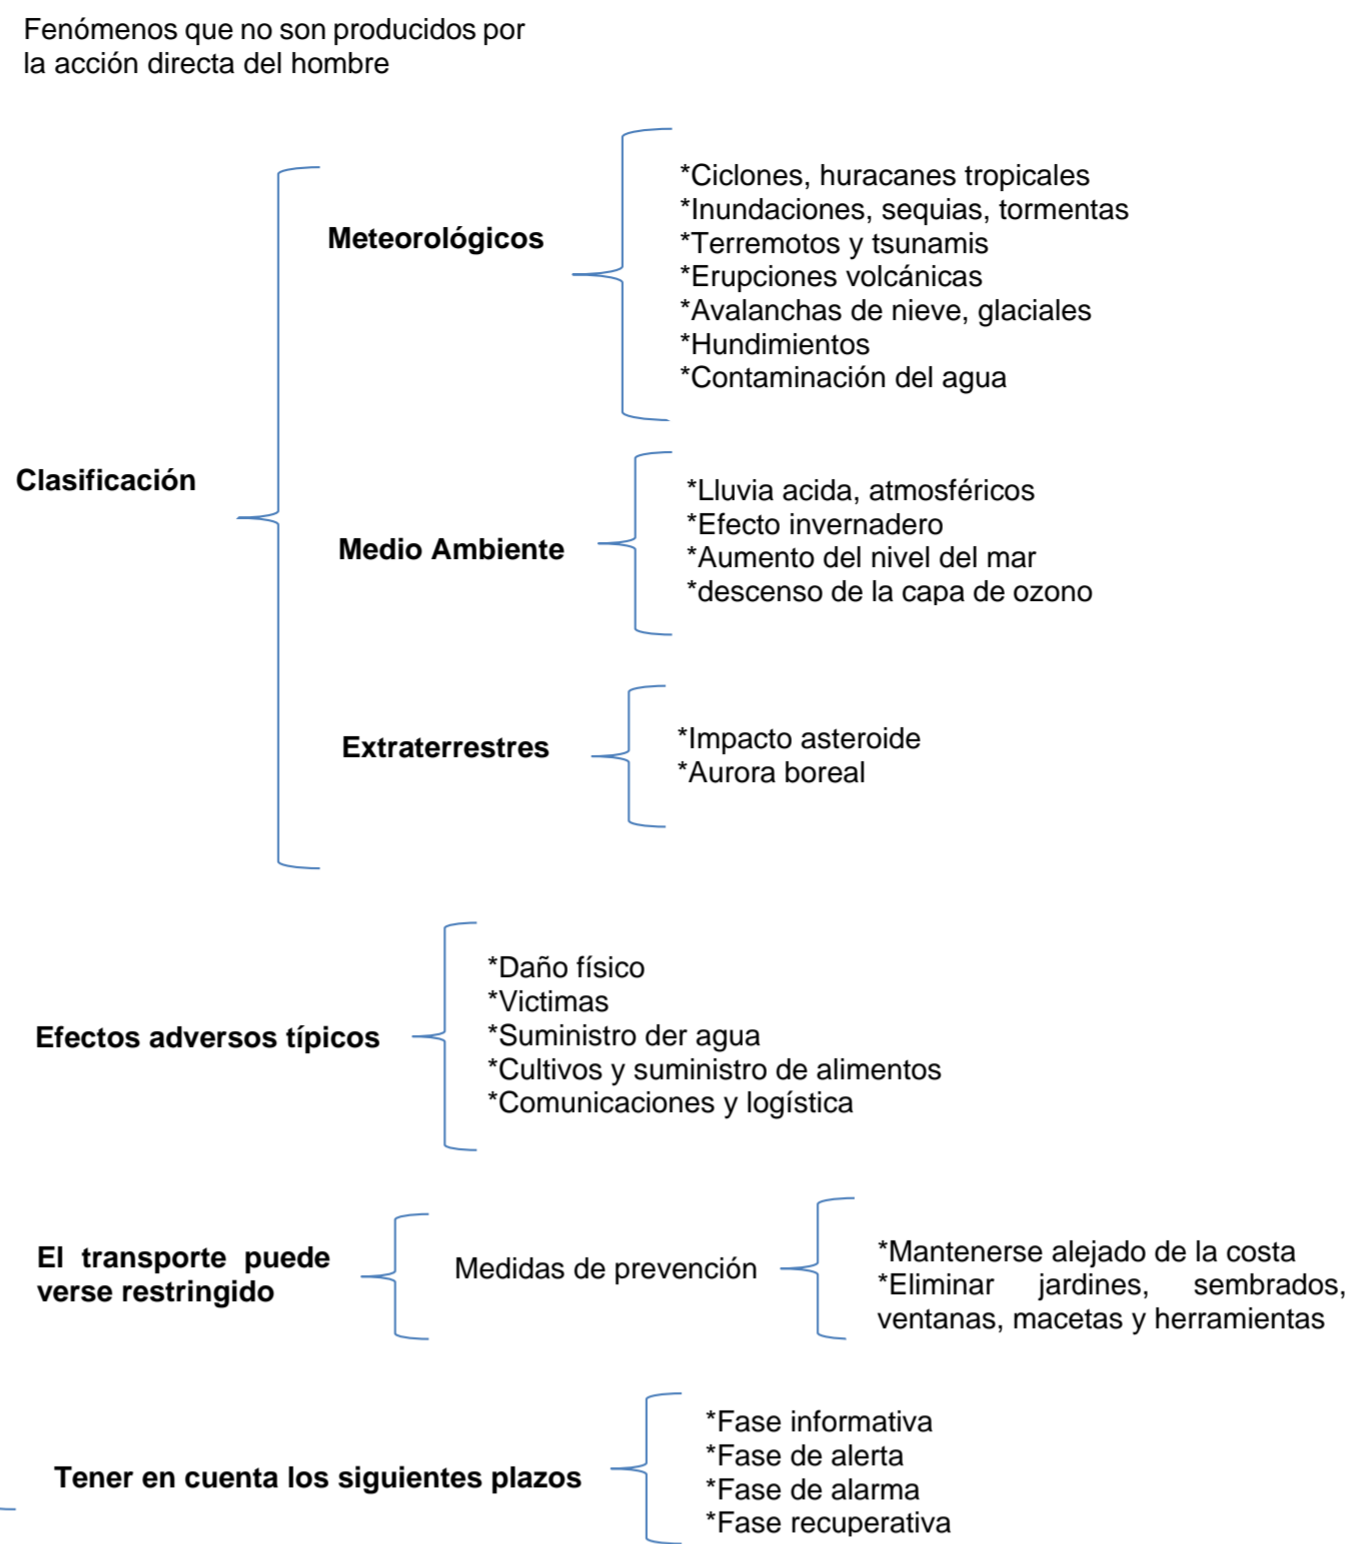 Fenómenos que no son producidos por
la acción directa del hombre
Clasificación
Meteorológicos
*Ciclones, huracanes tropicales
*Inundaciones, sequias, tormentas
*Terremotos y tsunamis
*Erupciones volcánicas
*Avalanchas de nieve, glaciales
*Hundimientos
*Contaminación del agua
Medio Ambiente
*Lluvia acida, atmosféricos
*Efecto invernadero
*Aumento del nivel del mar
*descenso de la capa de ozono
Extraterrestres
*Impacto asteroide
*Aurora boreal
Efectos adversos típicos
*Daño físico
*Victimas
*Suministro der agua
*Cultivos y suministro de alimentos
*Comunicaciones y logística
El transporte puede
verse restringido
Medidas de prevención
*Mantenerse alejado de la costa
*Eliminar jardines, sembrados,
ventanas, macetas y herramientas
Tener en cuenta los siguientes plazos
*Fase informativa
*Fase de alerta
*Fase de alarma
*Fase recuperativa